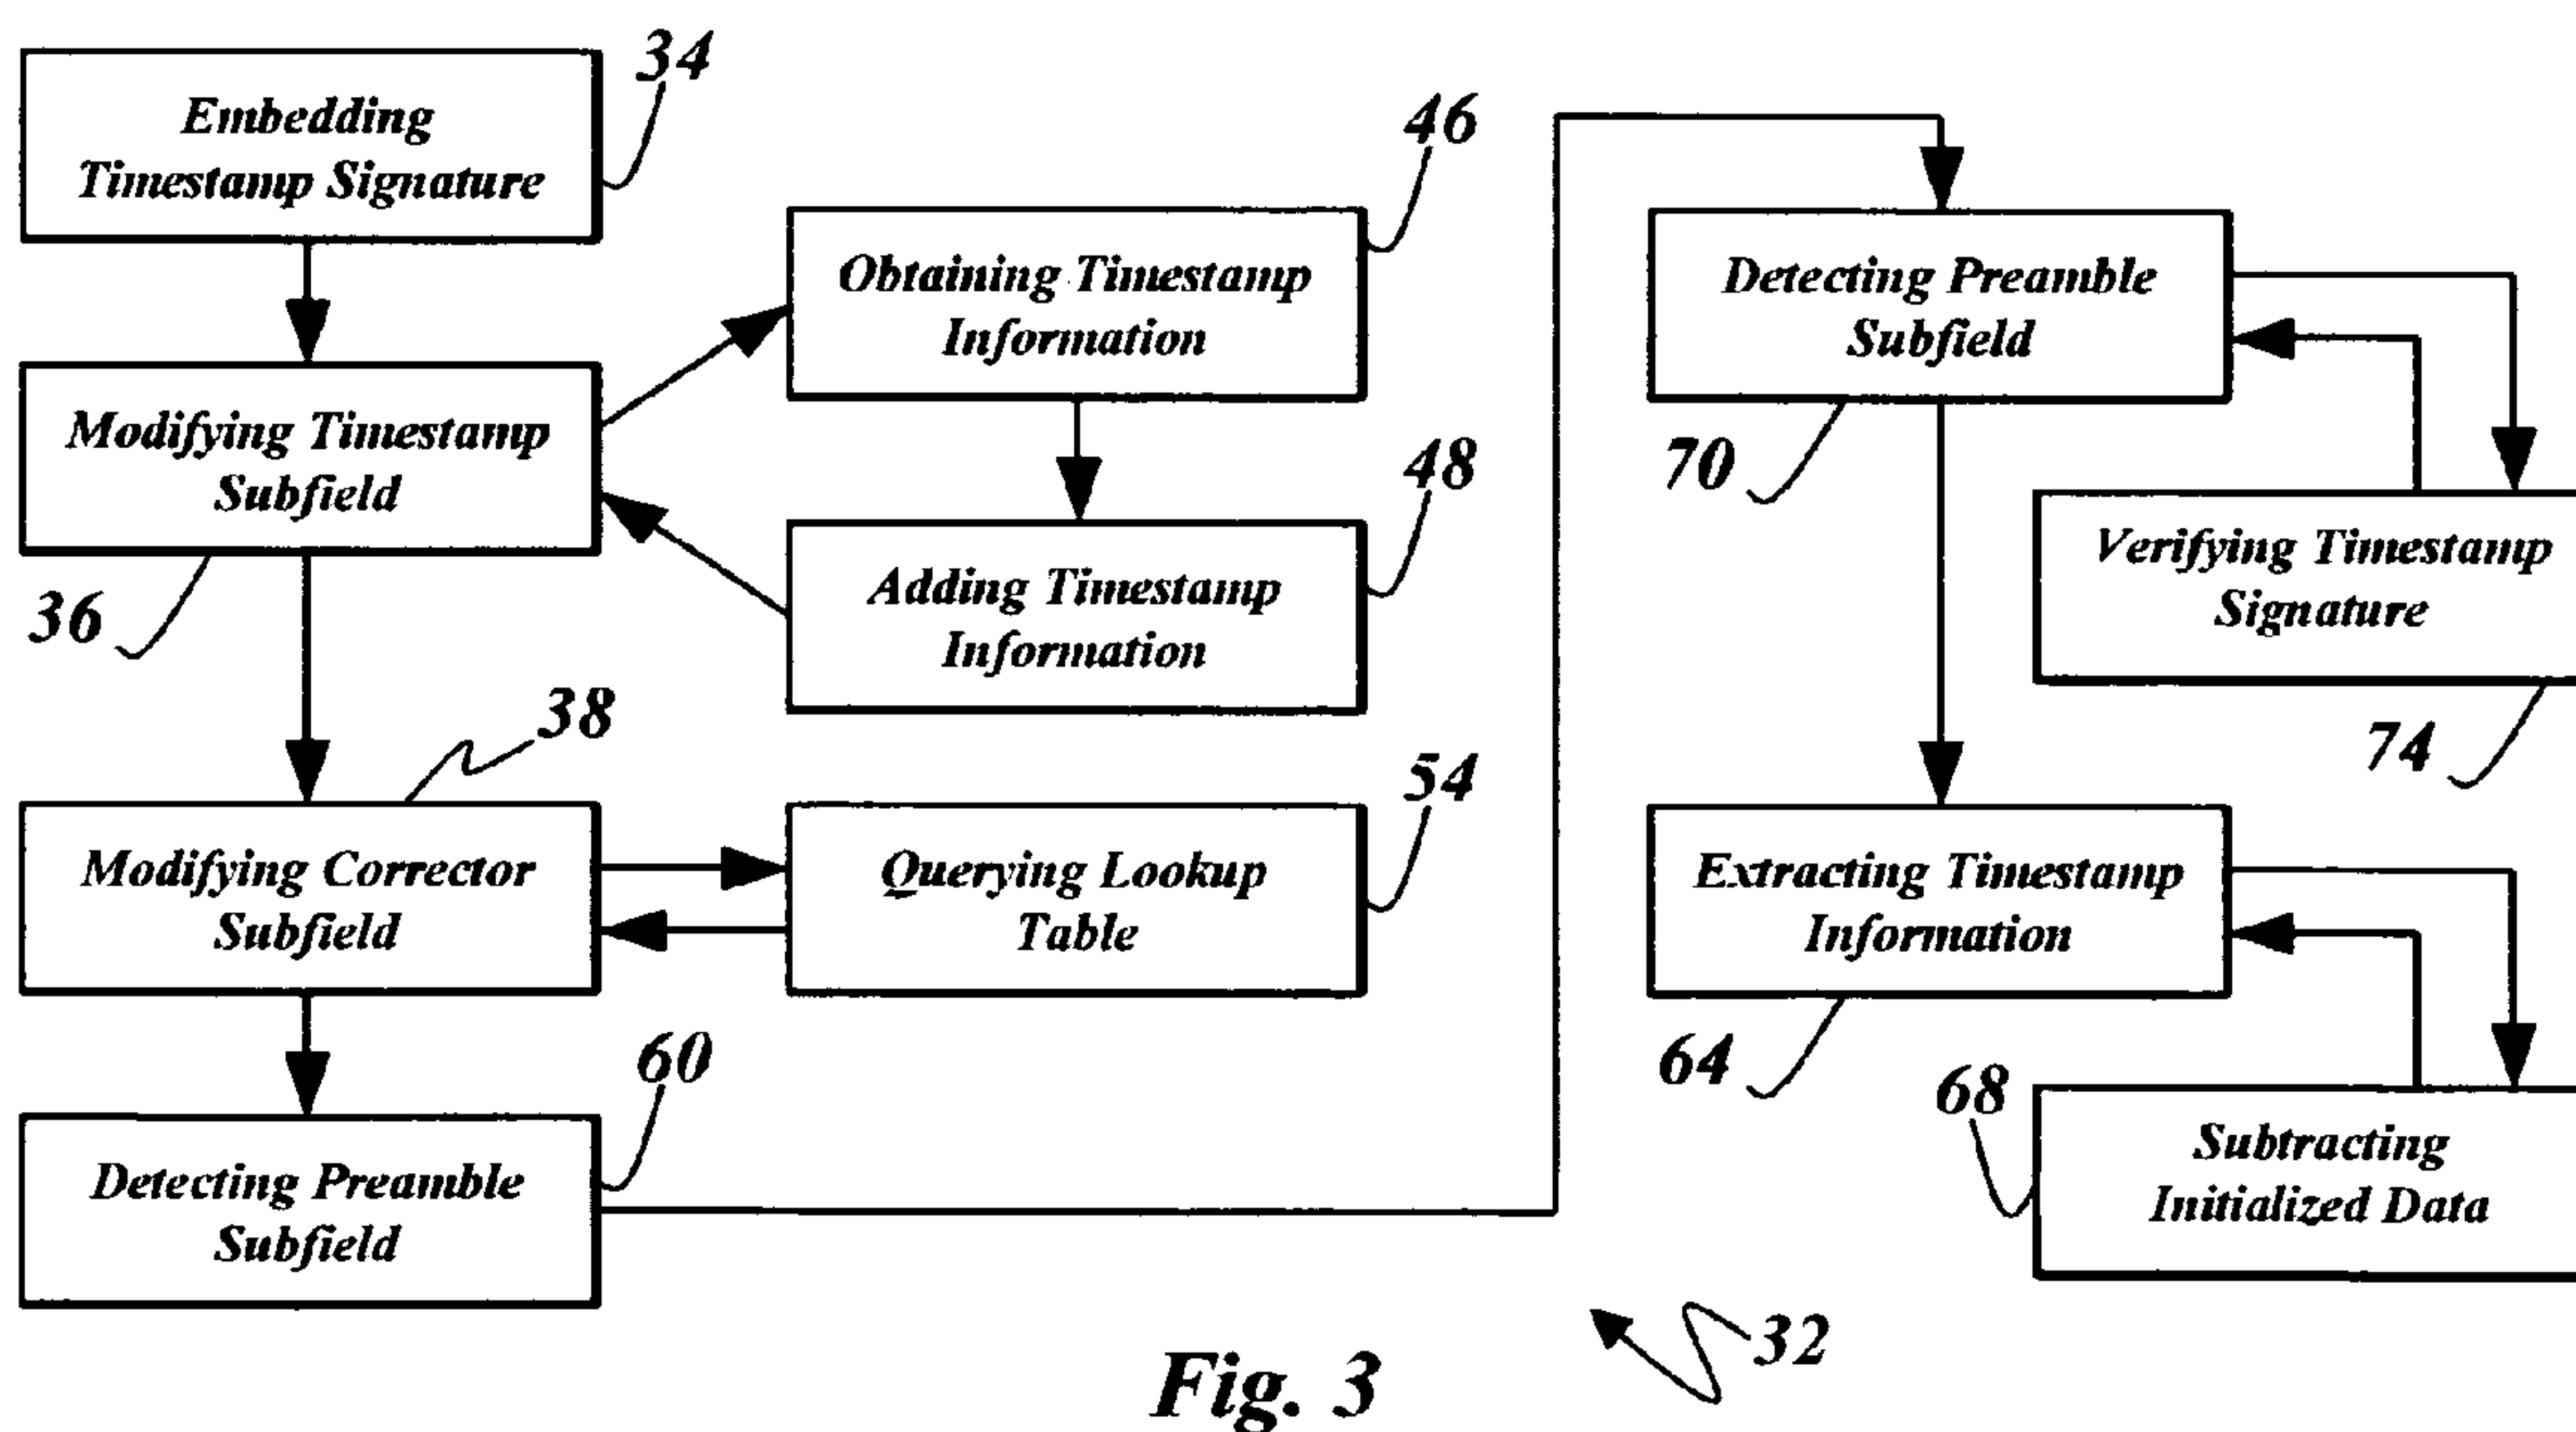 34
Embedding
Timestamp Signature
46
Obtaining Timestamp
Information
Modifying Timestamp
Subfield
36
48
Adding Timestamp
Information
38
Modifying Corrector
Subfield
54
Querying Lookup
Table
60
Detecting Preamble
Subfield
Detecting Preamble
Subfield
70
Verifying Timestamp
Signature
74
Extracting Timestamp
Information
64
68
Subtracting
Initialized Data
32
Fig. 3